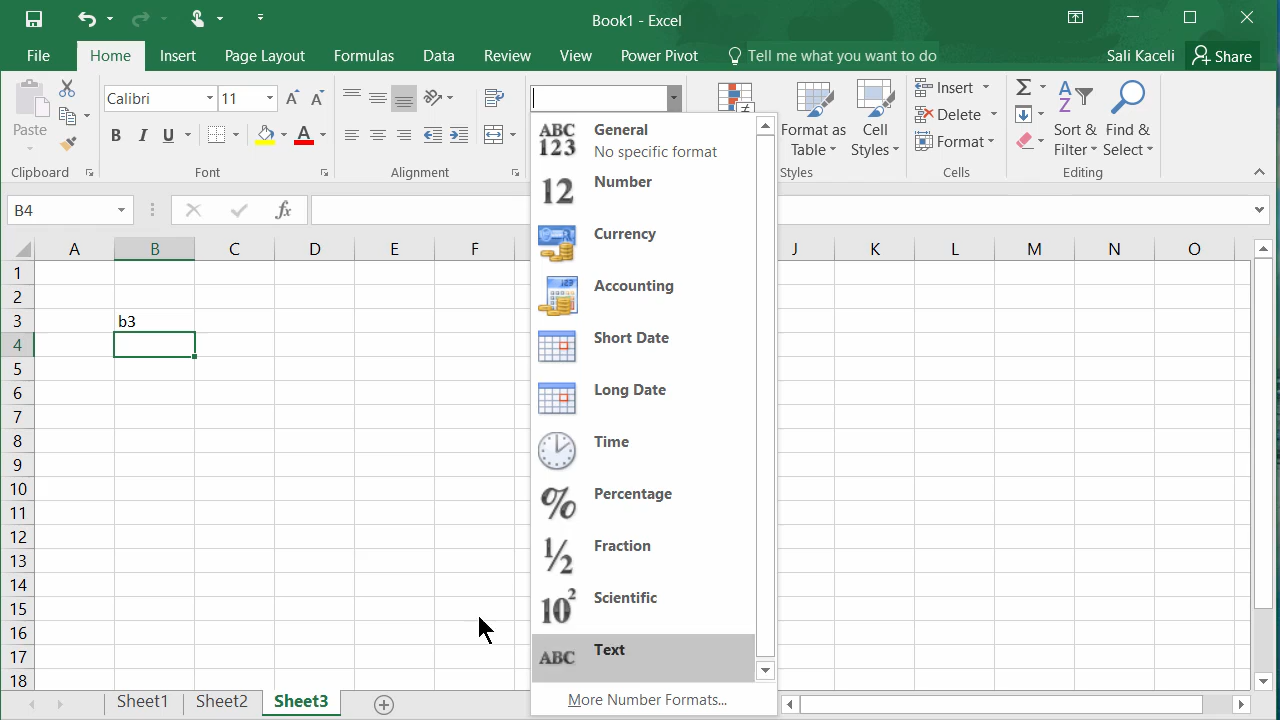 Book1 - Excel
File Home Insert Page Layout Formulas Data Review View Power Pivot Tell me what you want to do Sali Kaceli Share
Paste
Clipboard
Calibri 11
B I U A
Font
Alignment
Format as Table
Cell Styles
Styles
Insert
Delete
Format
Cells
Sort & Filter
Find & Select
Editing
B4 fx
A B C D E F J K L M N O
1
2
3 b3
4
5
6
7
8
9
10
11
12
13
14
15
16
17
18
ABC 123 General
No specific format
12 Number
Currency
Accounting
Short Date
Long Date
Time
% Percentage
1/2 Fraction
10² Scientific
ABC Text
More Number Formats...
Sheet1 Sheet2 Sheet3